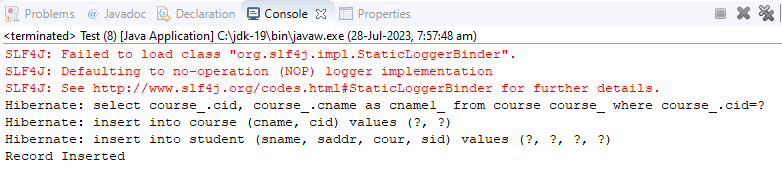 Problems @ Javadoc Declaration Console Properties
<terminated> Test (8) [Java Application] C:\jdk-19\bin\javaw.exe (28-Jul-2023, 7:57:48 am)
SLF4J: Failed to load class "org.slf4j.impl.StaticLoggerBinder".
SLF4J: Defaulting to no-operation (NOP) logger implementation
SLF4J: See http://www.slf4j.org/codes.html#StaticLoggerBinder for further details.
Hibernate: select course_.cid, course_.cname as cname1_ from course course_ where course_.cid=?
Hibernate: insert into course (cname, cid) values (?, ?)
Hibernate: insert into student (sname, saddr, cour, sid) values (?, ?, ?, ?)
Record Inserted